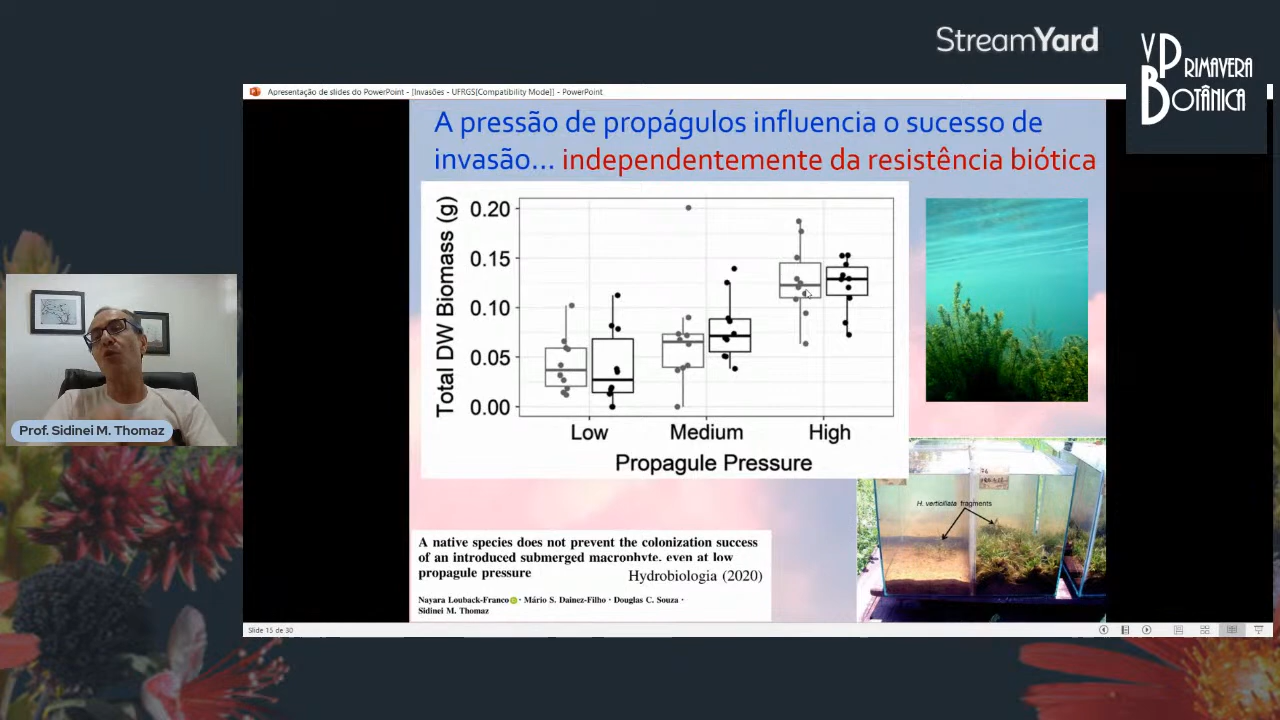 StreamYard
V PRIMAVERA
BOTÂNICA
Apresentação de slides do PowerPoint - [Invasões - UFRGS[Compatibility Mode]] - PowerPoint
A pressão de propágulos influencia o sucesso de
invasão... independentemente da resistência biótica
Total DW Biomass (g)
0.20
0.15
0.10
0.05
0.00
Low Medium High
Propagule Pressure
H. verticillata fragments
Prof. Sidinei M. Thomaz
A native species does not prevent the colonization success
of an introduced submerged macrophyte, even at low
propagule pressure
Hydrobiologia (2020)
Nayara Louback-Franco · Mário S. Dainez-Filho · Douglas C. Souza ·
Sidinei M. Thomaz
Slide 15 de 30